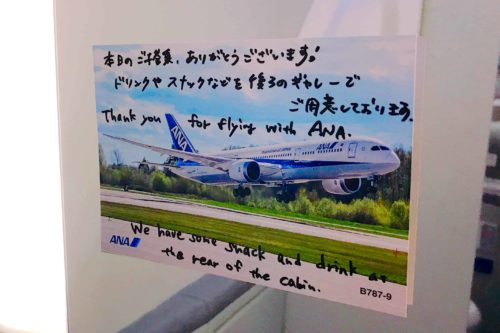 本日のご搭乗、ありがとうございます!
ドリンクや スナックなどを 後ろのギャレーで
ご用意しております。
Thank you for flying with ANA.
ANA
We have some snack and drink at
the rear of the cabin.
ANA
B787-9